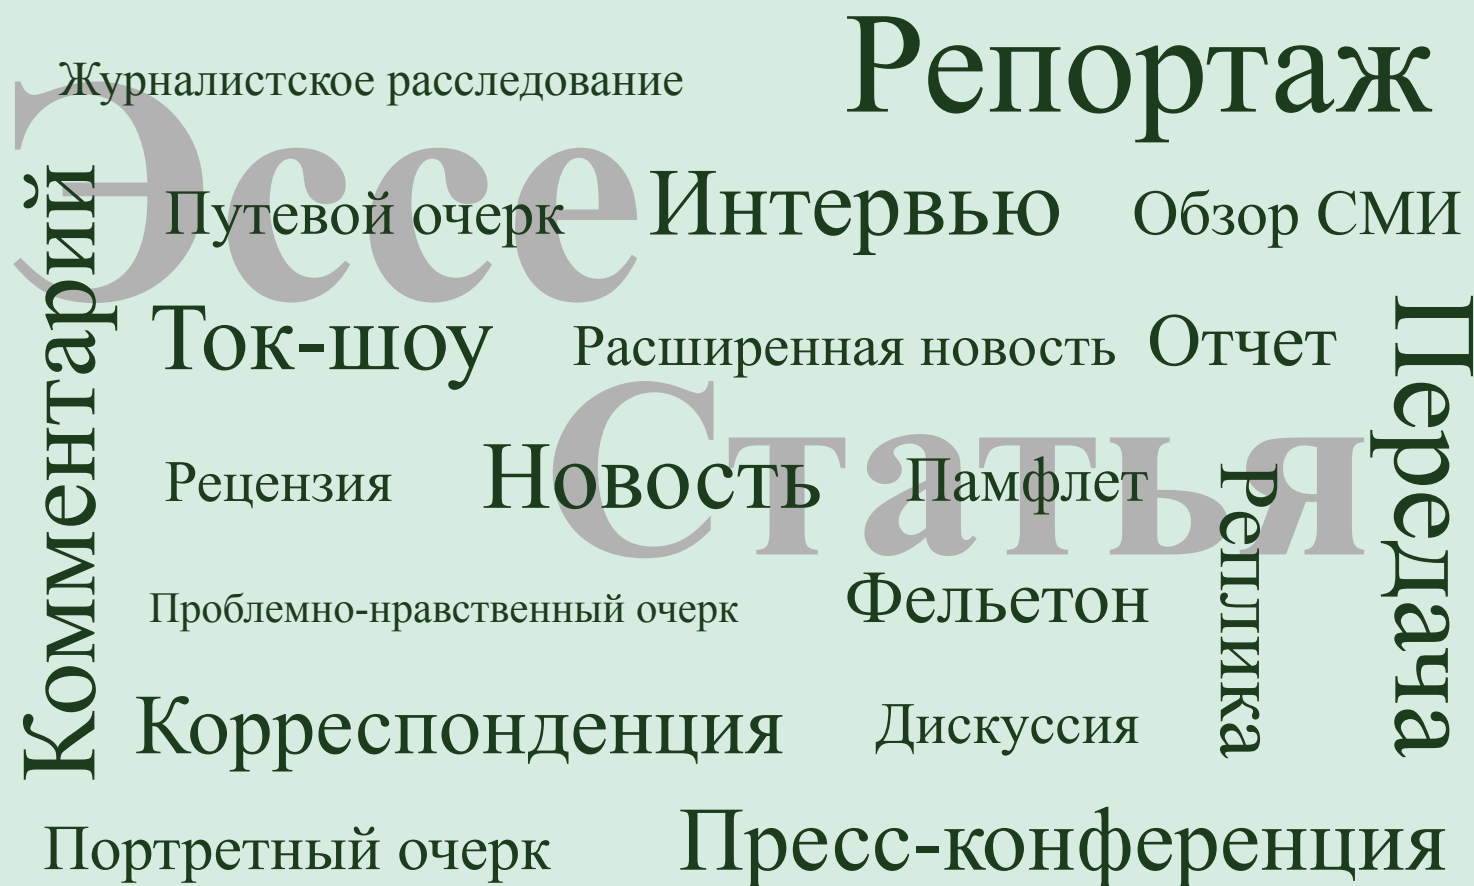 Репортаж
Журналистское расследование
Эссе
Комментарий
Путевой очерк
Интервью
Обзор СМИ
Ток-шоу
Расширенная новость
Отчет
Передача
Статья
Рецензия
Новость
Памфлет
Реплика
Проблемно-нравственный очерк
Фельетон
Корреспонденция
Дискуссия
Портретный очерк
Пресс-конференция